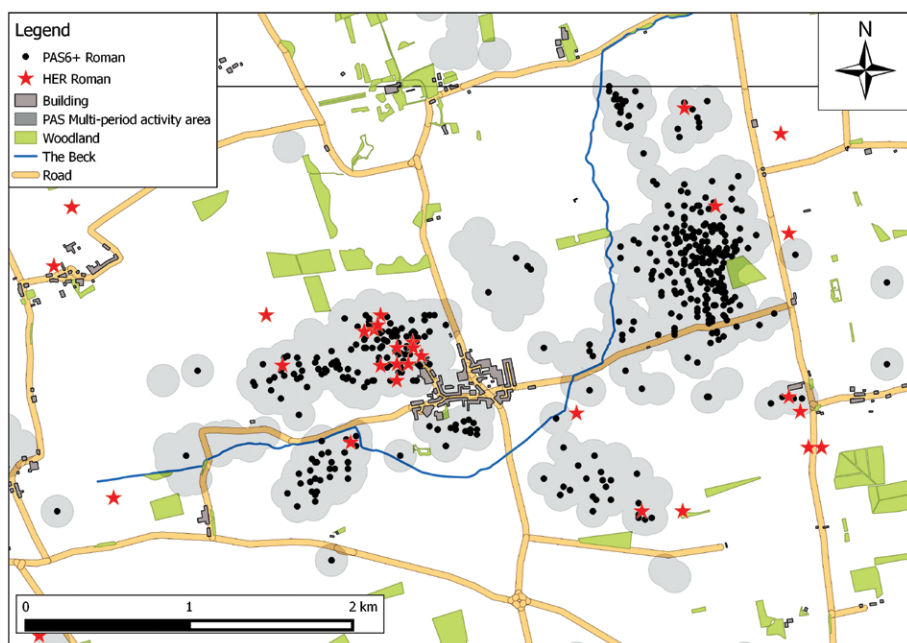 Legend
PAS6+ Roman
HER Roman
Building
PAS Multi-period activity area
Woodland
The Beck
Road
N
0 1 2 km